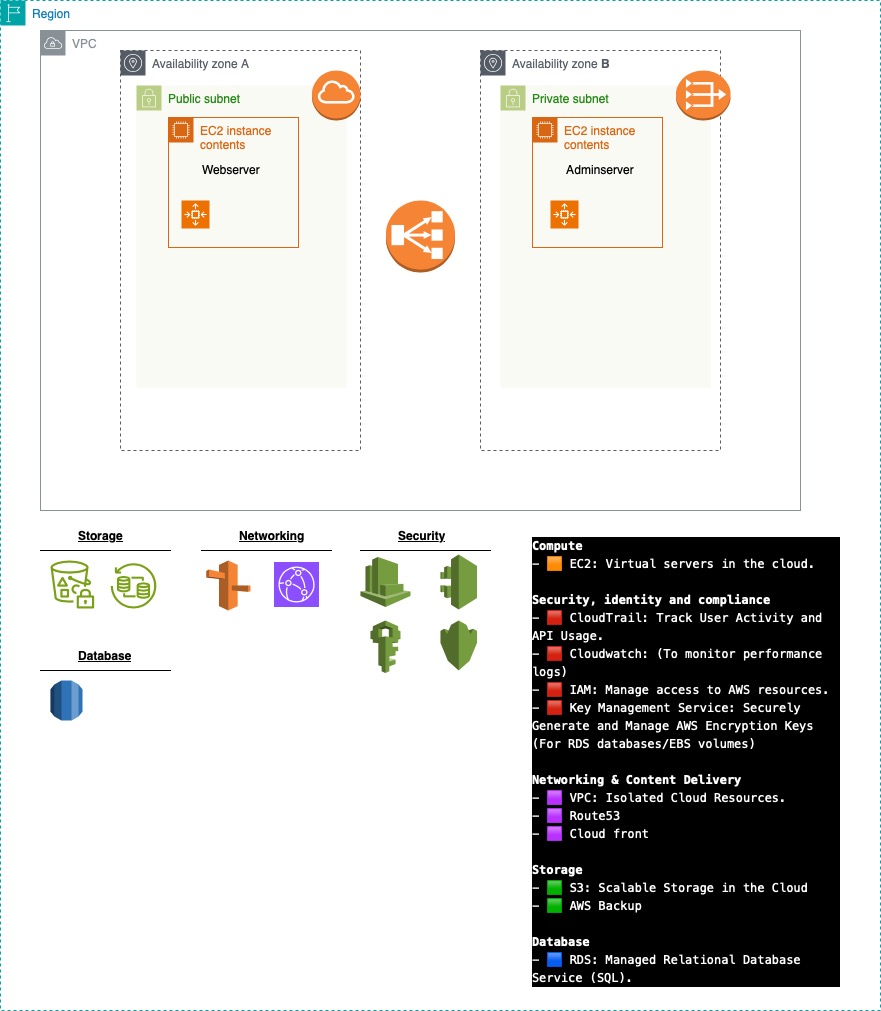 Region
VPC
Availability zone A
Availability zone B
Public subnet
Private subnet
EC2 instance
contents
EC2 instance
contents
Webserver
Adminserver
Storage
Networking
Security
Database
Compute
- EC2: Virtual servers in the cloud.
Security, identity and compliance
- CloudTrail: Track User Activity and
API Usage.
- Cloudwatch: (To monitor performance
logs)
- IAM: Manage access to AWS resources.
- Key Management Service: Securely
Generate and Manage AWS Encryption Keys
(For RDS databases/EBS volumes)
Networking & Content Delivery
- VPC: Isolated Cloud Resources.
- Route53
- Cloud front
Storage
- S3: Scalable Storage in the Cloud
- AWS Backup
Database
- RDS: Managed Relational Database
Service (SQL).